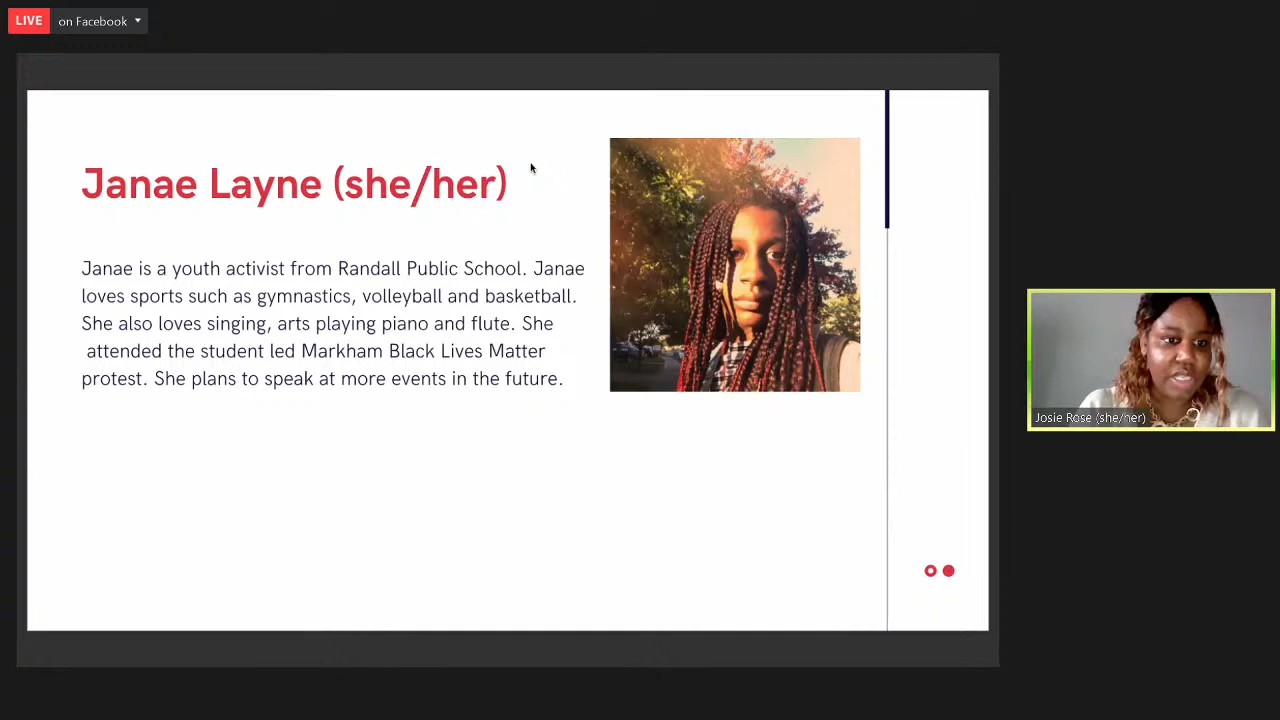 LIVE on Facebook
Janae Layne (she/her)
Janae is a youth activist from Randall Public School. Janae
loves sports such as gymnastics, volleyball and basketball.
She also loves singing, arts playing piano and flute. She
attended the student led Markham Black Lives Matter
protest. She plans to speak at more events in the future.
Josie Rose (she/her)